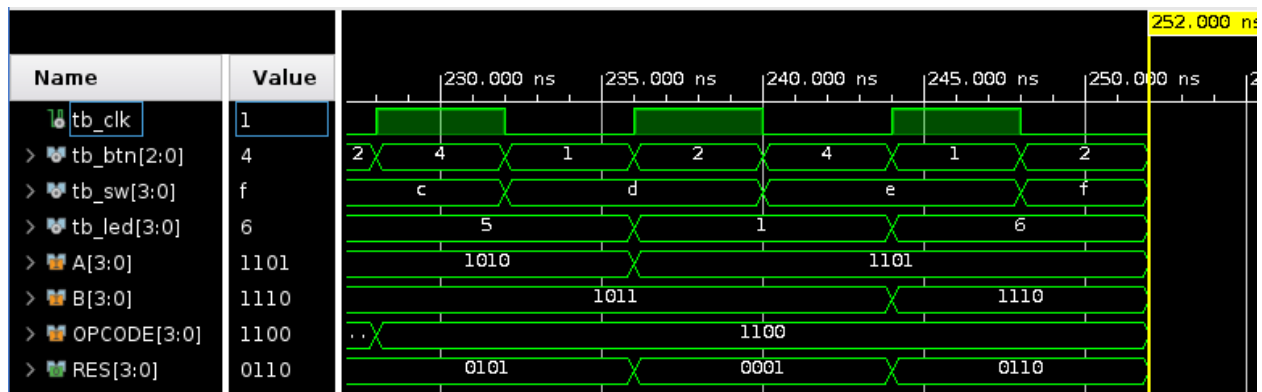 252.000 ns
Name Value 230.000 ns 235.000 ns 240.000 ns 245.000 ns 250.000 ns 2
tb_clk 1
> tb_btn[2:0] 4 2 4 1 2 4 1 2
> tb_sw[3:0] f c d e f
> tb_led[3:0] 6 5 1 6
> A[3:0] 1101 1010 1101
> B[3:0] 1110 1011 1110
> OPCODE[3:0] 1100 .. 1100
> RES[3:0] 0110 0101 0001 0110